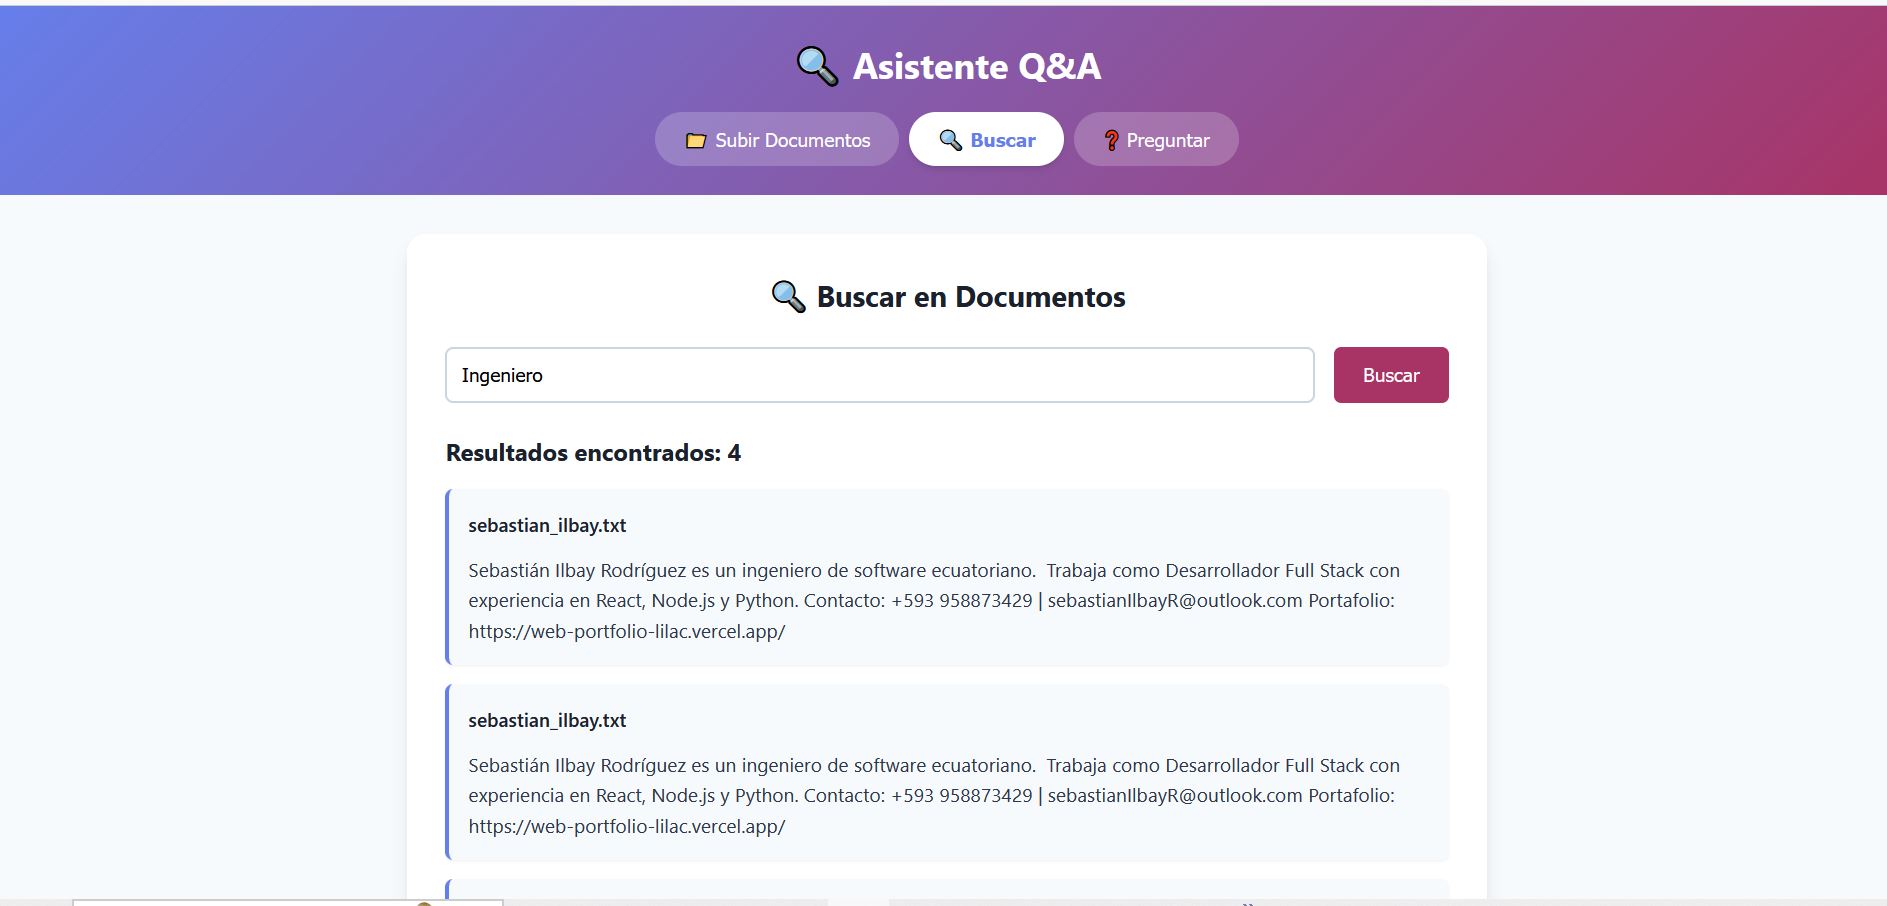 Asistente Q&A
Subir Documentos
Buscar
Preguntar
Buscar en Documentos
Ingeniero
Buscar
Resultados encontrados: 4
sebastian_ilbay.txt
Sebastián Ilbay Rodríguez es un ingeniero de software ecuatoriano.  Trabaja como Desarrollador Full Stack con
experiencia en React, Node.js y Python. Contacto: +593 958873429 | sebastianIlbayR@outlook.com Portafolio:
https://web-portfolio-lilac.vercel.app/
sebastian_ilbay.txt
Sebastián Ilbay Rodríguez es un ingeniero de software ecuatoriano.  Trabaja como Desarrollador Full Stack con
experiencia en React, Node.js y Python. Contacto: +593 958873429 | sebastianIlbayR@outlook.com Portafolio:
https://web-portfolio-lilac.vercel.app/